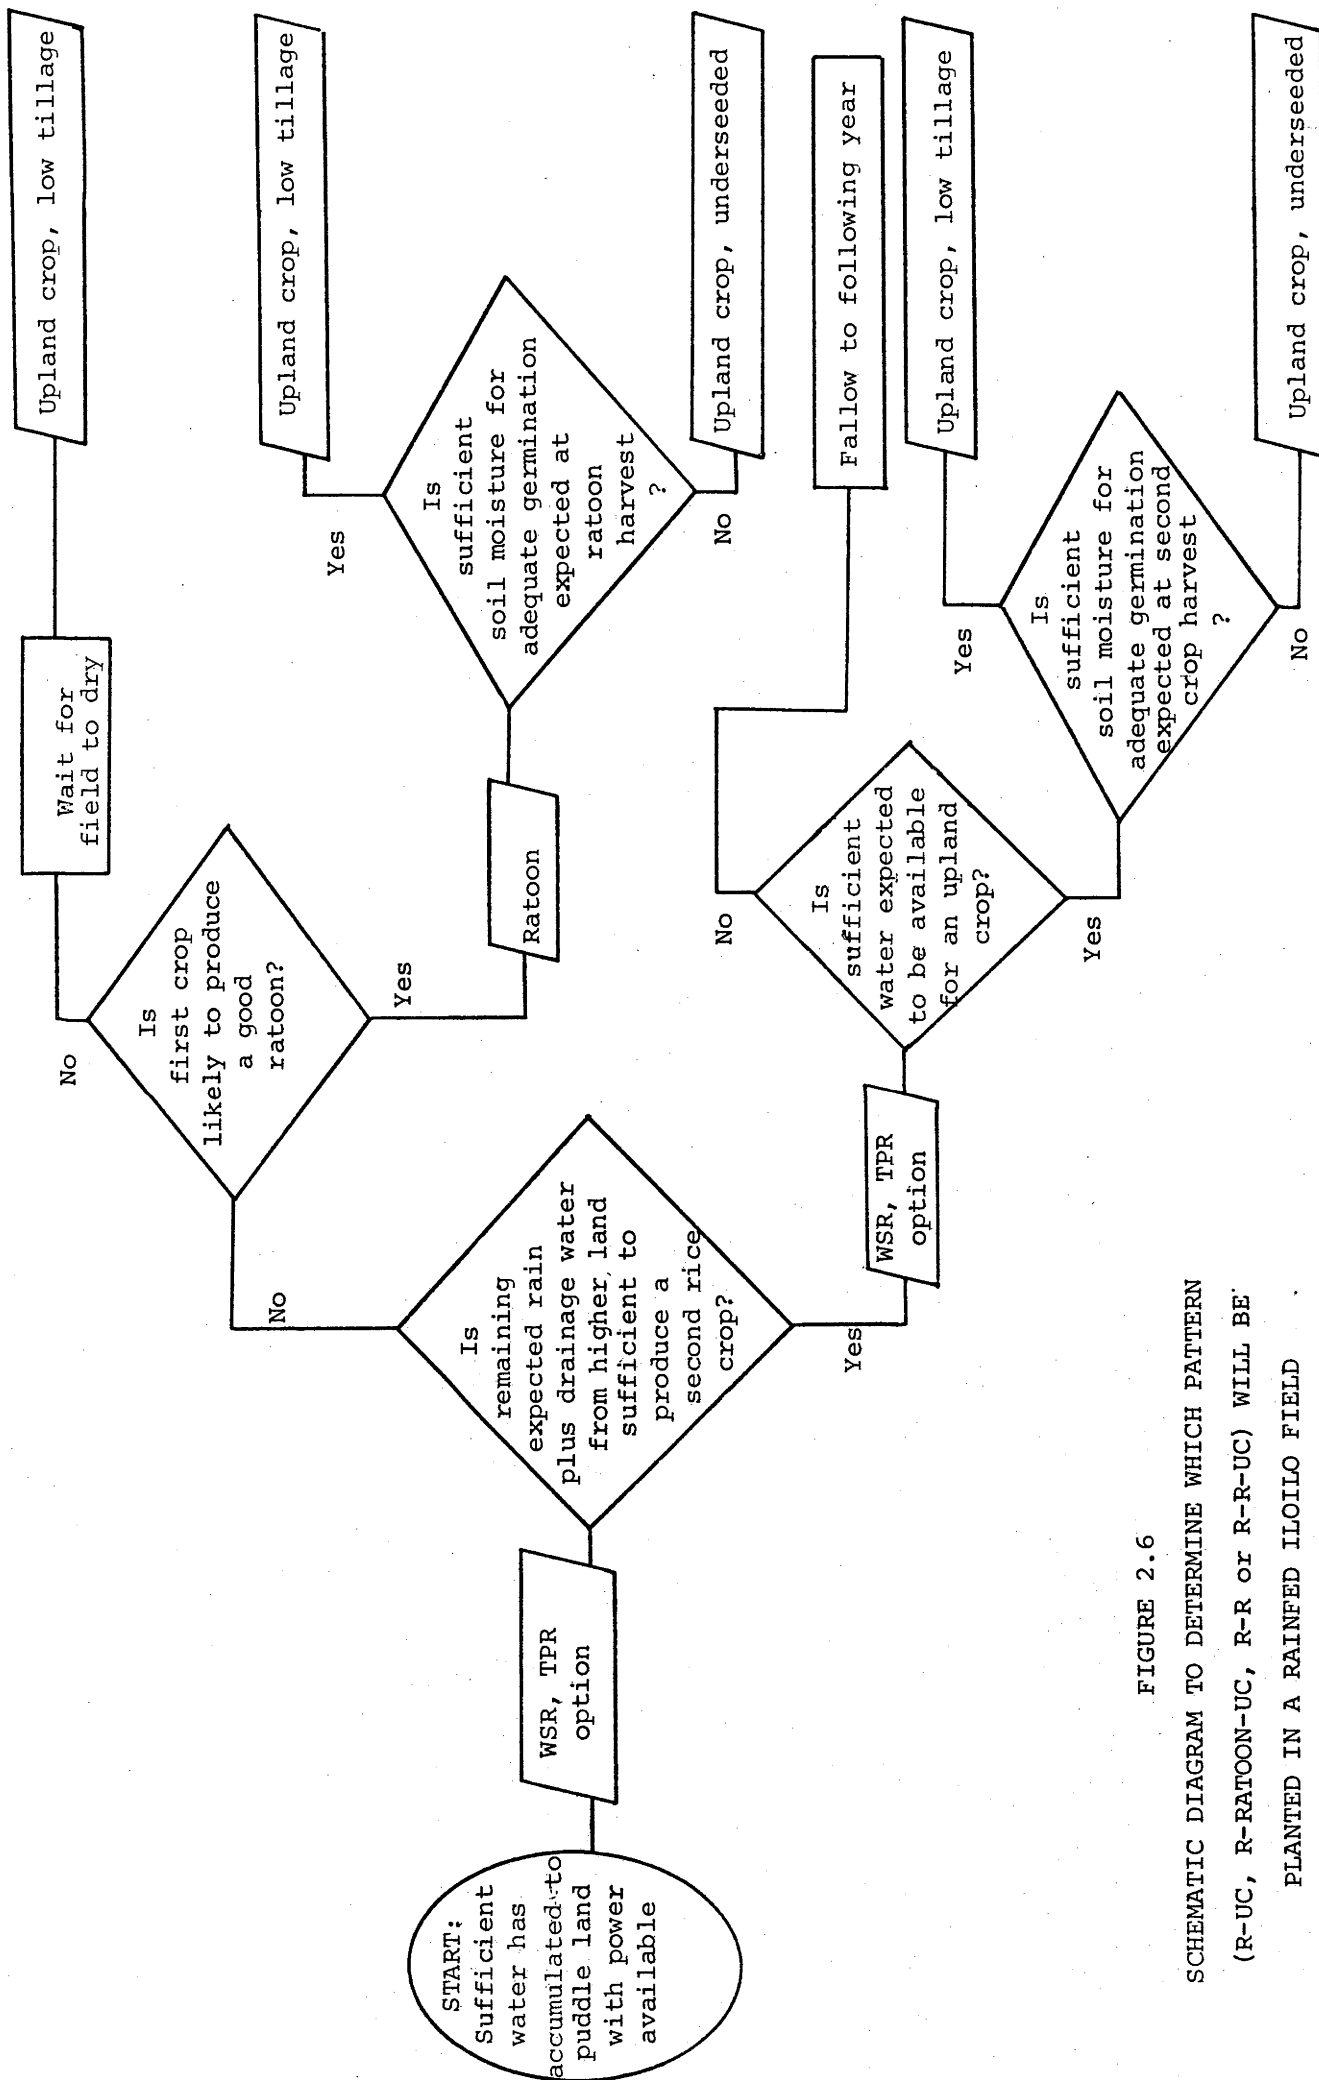 START:
Sufficient
water has
accumulated to
puddle land
with power
available
WSR, TPR
option
Is
remaining
expected rain
plus drainage water
from higher land
sufficient to
produce a
second rice
crop?
No
Yes
Is
first crop
likely to produce
a good
ratoon?
No
Yes
Wait for
field to dry
Upland crop, low tillage
Ratoon
Is
sufficient
soil moisture for
adequate germination
expected at
ratoon
harvest
?
Yes
No
Upland crop, low tillage
Upland crop, underseeded
WSR, TPR
option
Is
sufficient
water expected
to be available
for an upland
crop?
No
Yes
Fallow to following year
Is
sufficient
soil moisture for
adequate germination
expected at second
crop harvest
?
Yes
No
Upland crop, low tillage
Upland crop, underseeded
FIGURE 2.6
SCHEMATIC DIAGRAM TO DETERMINE WHICH PATTERN
(R-UC, R-RATOON-UC, R-R or R-R-UC) WILL BE
PLANTED IN A RAINFED ILOILO FIELD